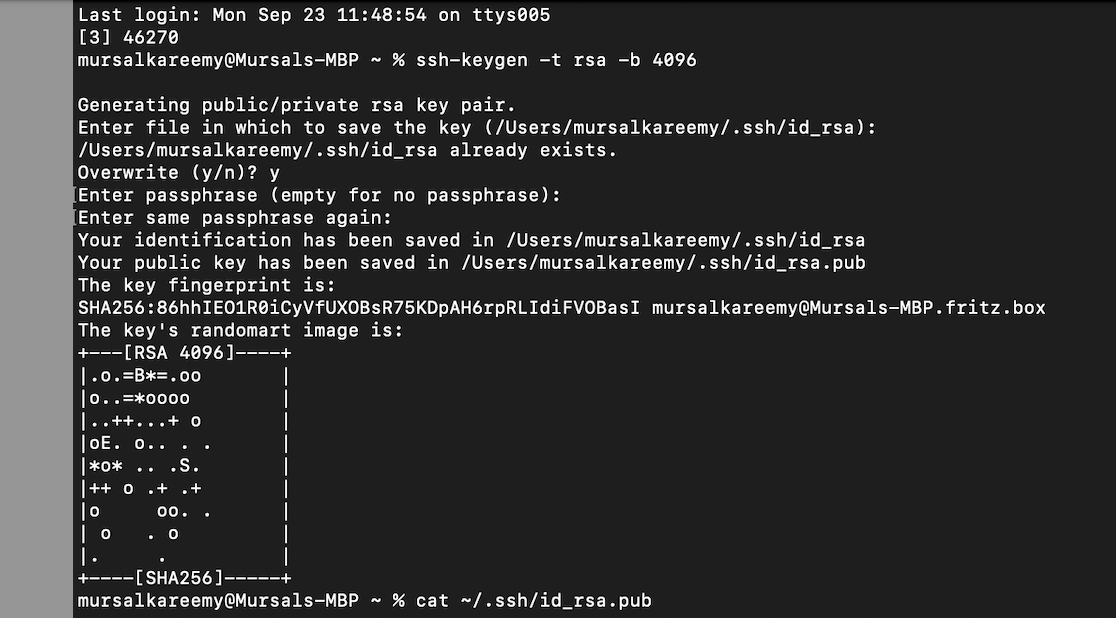 Last login: Mon Sep 23 11:48:54 on ttys005
[3] 46270
mursalkareemy@Mursals-MBP ~ % ssh-keygen -t rsa -b 4096
Generating public/private rsa key pair.
Enter file in which to save the key (/Users/mursalkareemy/.ssh/id_rsa):
/Users/mursalkareemy/.ssh/id_rsa already exists.
Overwrite (y/n)? y
[Enter passphrase (empty for no passphrase):
[Enter same passphrase again:
Your identification has been saved in /Users/mursalkareemy/.ssh/id_rsa
Your public key has been saved in /Users/mursalkareemy/.ssh/id_rsa.pub
The key fingerprint is:
SHA256:86hhIEO1R0iCyVfUXOBsR75KDpAH6rpRLIdiFVOBasI mursalkareemy@Mursals-MBP.fritz.box
The key's randomart image is:
+---[RSA 4096]----+
|.o.=B*=.oo       |
|o..=*oooo        |
|..++...+ o       |
|oE. o.. . .      |
|*o* .. .S.       |
|++ o .+ .+       |
|o     oo. .      |
| o   . o         |
|.     .          |
+----[SHA256]-----+
mursalkareemy@Mursals-MBP ~ % cat ~/.ssh/id_rsa.pub